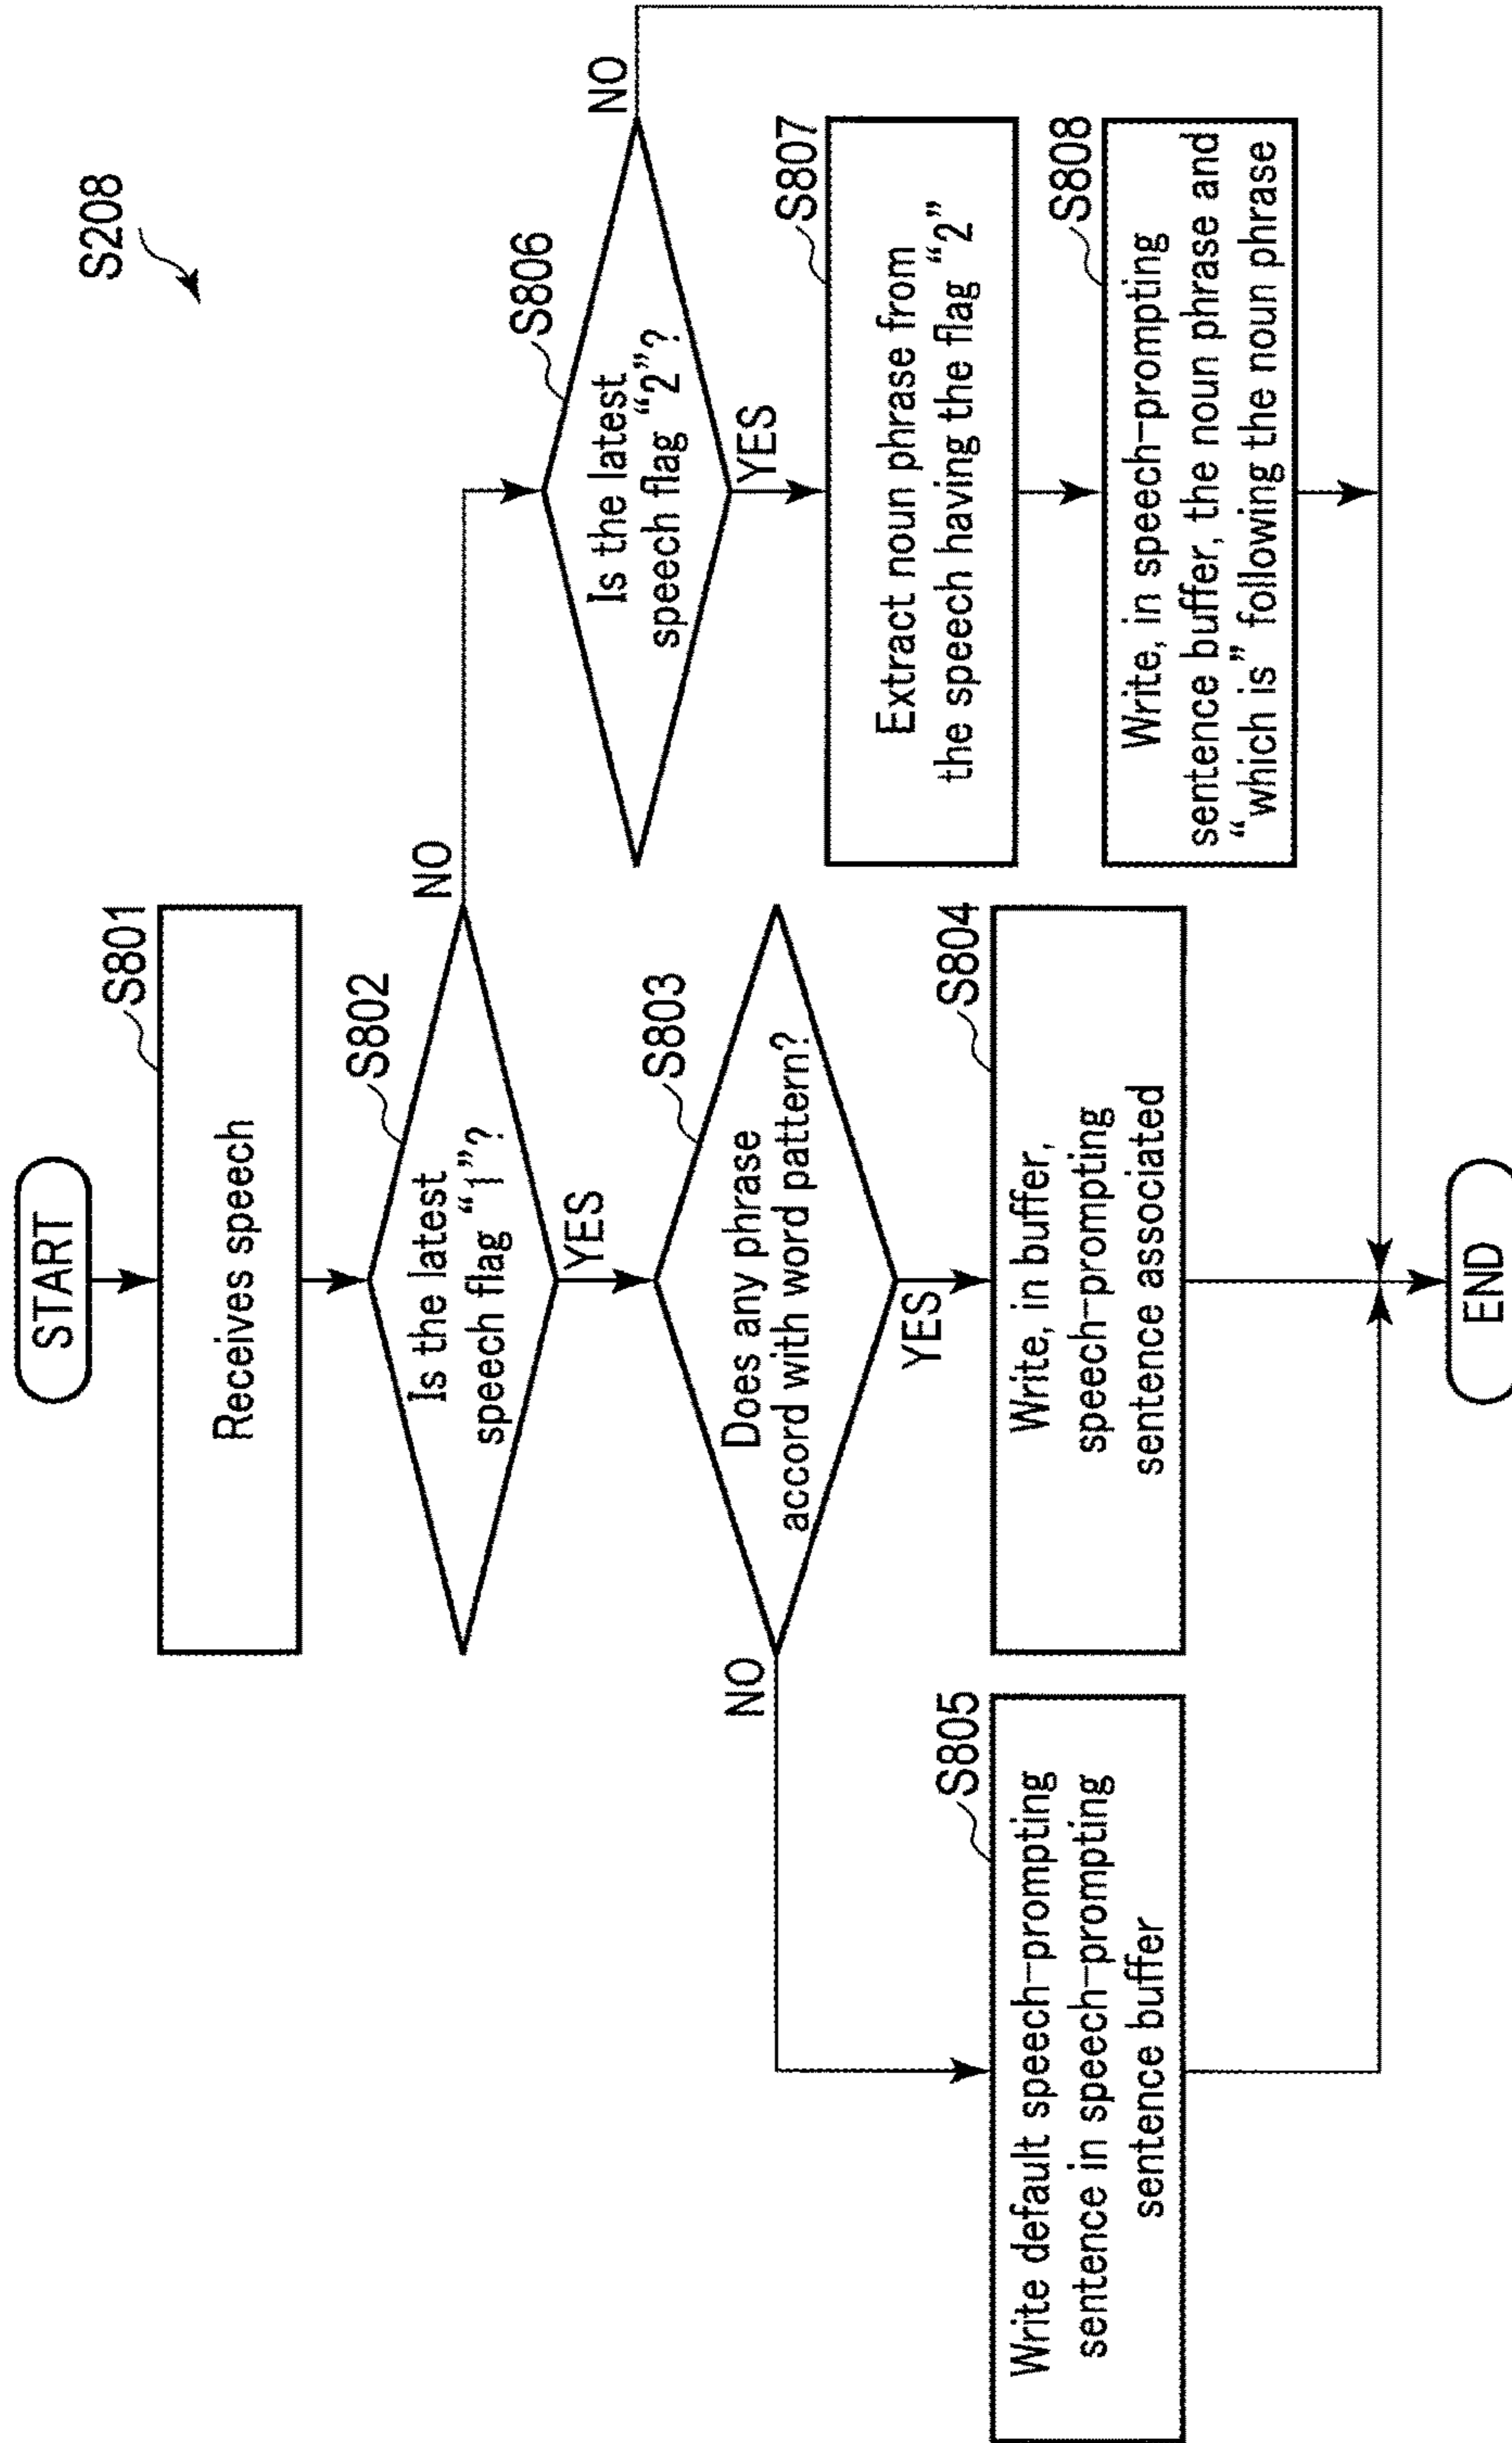 S208
START
S801
Receives speech
S802
Is the latest
speech flag “1”?
NO
YES
S803
Does any phrase
accord with word pattern?
NO
YES
S804
Write, in buffer,
speech-prompting
sentence associated
S805
Write default speech-prompting
sentence in speech-prompting
sentence buffer
S806
Is the latest
speech flag “2”?
NO
YES
S807
Extract noun phrase from
the speech having the flag “2”
S808
Write, in speech-prompting
sentence buffer, the noun phrase and
“which is” following the noun phrase
END